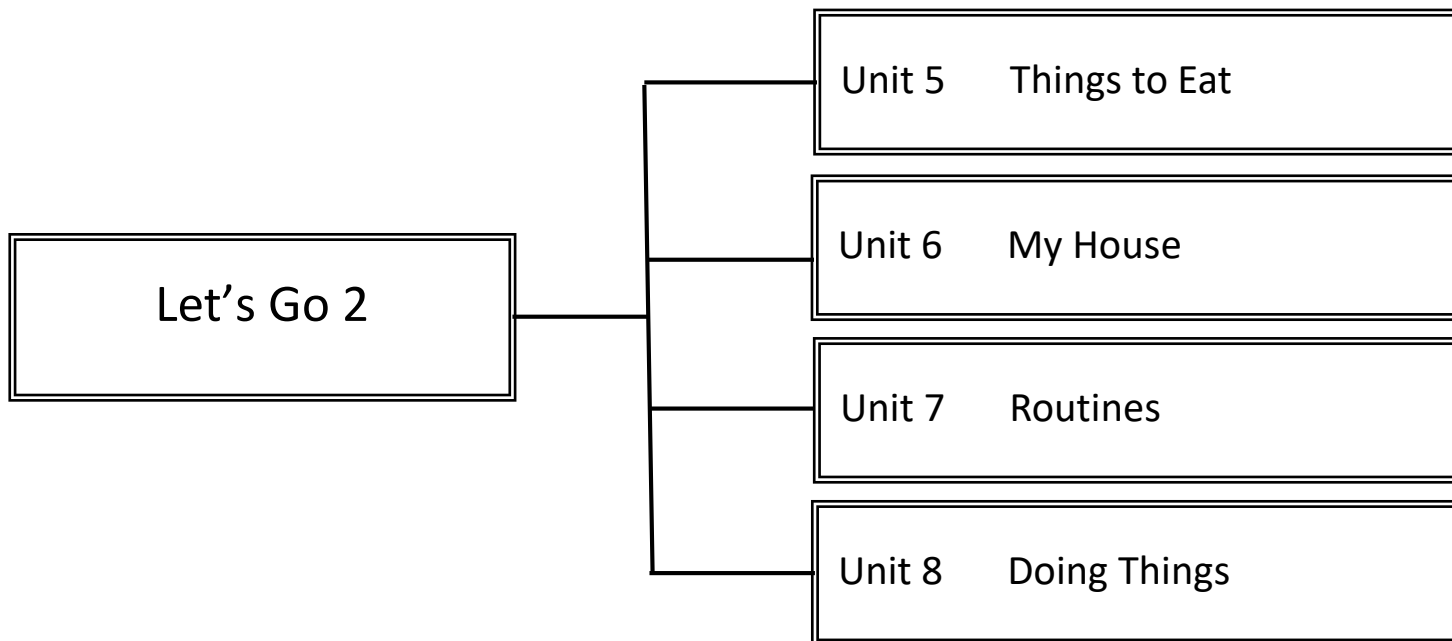 Let’s Go 2
Unit 5 Things to Eat
Unit 6 My House
Unit 7 Routines
Unit 8 Doing Things